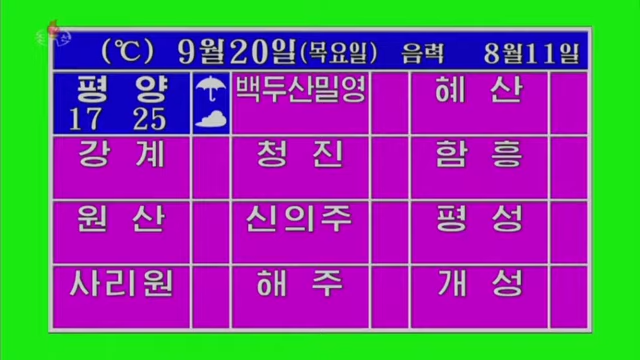 (℃) 9월20일(목요일) 음력 8월11일
평양 백두산밀영 혜산
17 25
강계 청진 함흥
원산 신의주 평성
사리원 해주 개성